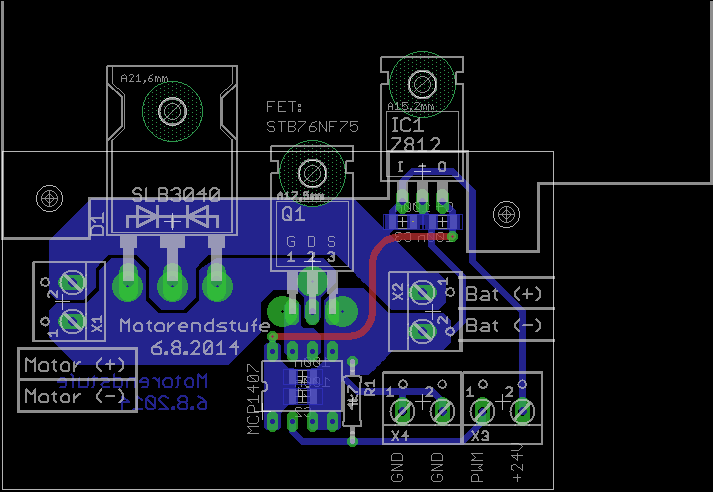 A21,6mm
FET:
STB76NF75
A15,2mm
IC1
7812
I O
SLB3040
A17,5mm
Q1
D1
G D S
1 2 3
2
1
X1
X2
1
2
Bat (+)
Bat (-)
Motorendstufe
6.8.2014
Motor (+)
Motor (-)
Motorendstufe
6.8.2014
MCP1407
4k7
R1
1 2
1 2
X4
X3
GND
GND
PWM
+24V